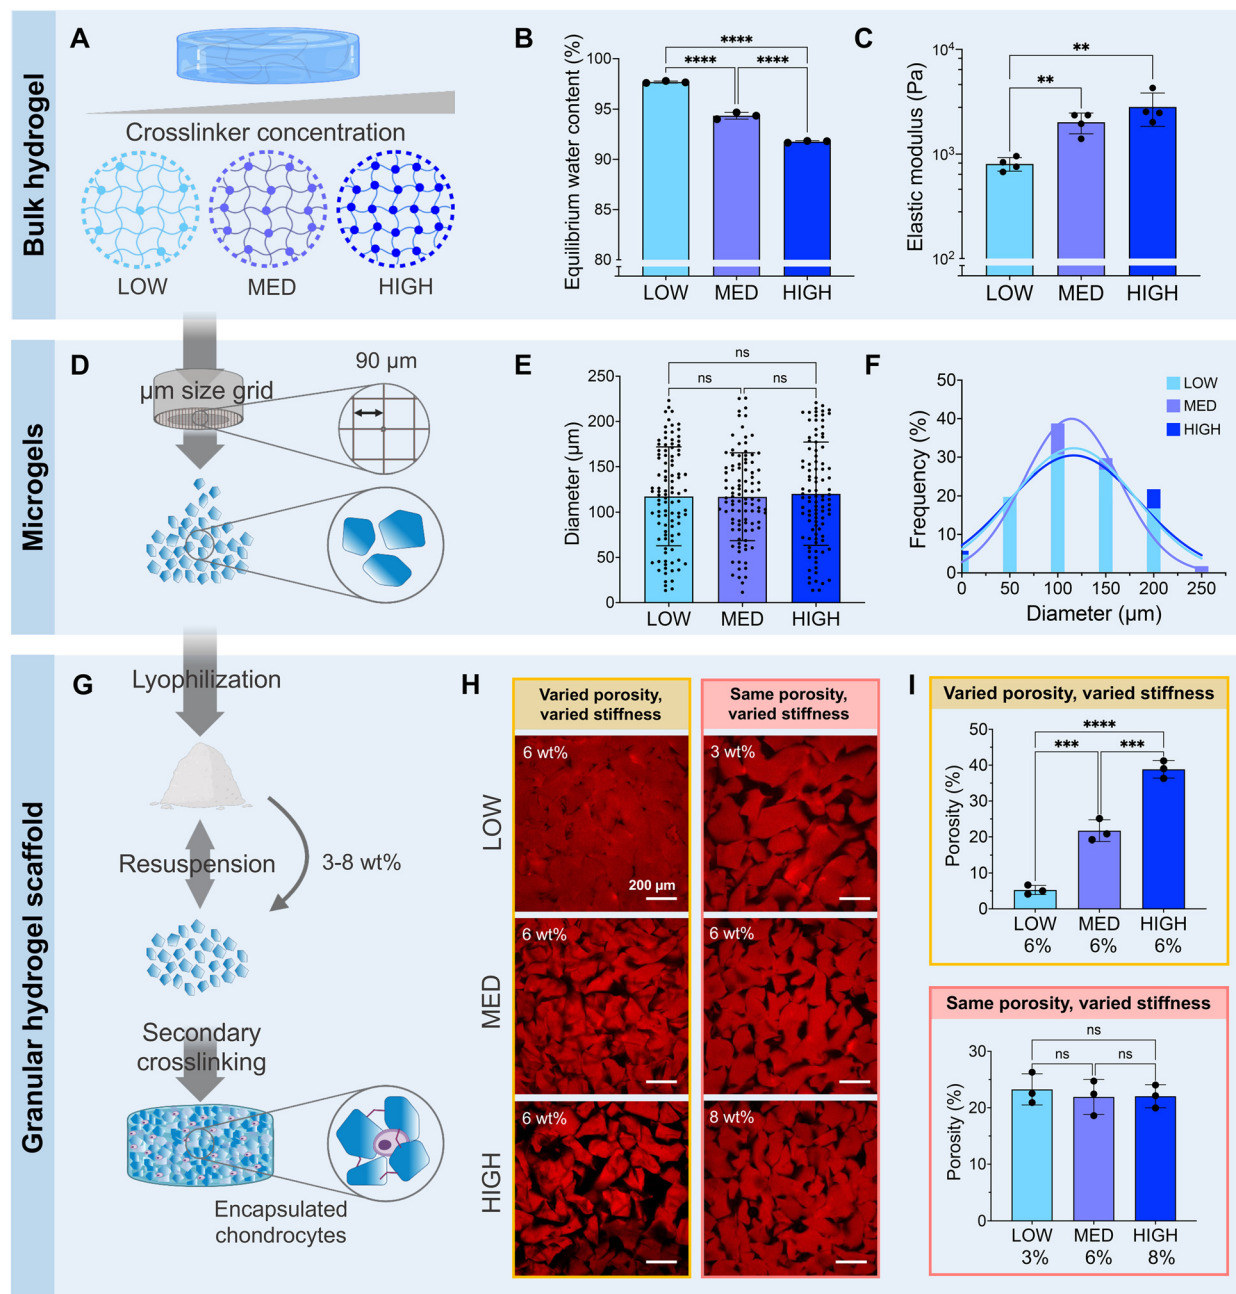 Bulk hydrogel
A
Crosslinker concentration
LOW
MED
HIGH
B
Equilibrium water content (%)
100
95
90
85
80
****
****
****
LOW
MED
HIGH
C
Elastic modulus (Pa)
10⁴
10³
10²
**
**
LOW
MED
HIGH
Microgels
D
µm size grid
90 µm
E
Diameter (µm)
250
200
150
100
50
0
ns
ns
ns
LOW
MED
HIGH
F
Frequency (%)
50
40
30
20
10
0
LOW
MED
HIGH
0
50
100
150
200
250
Diameter (µm)
Granular hydrogel scaffold
G
Lyophilization
Resuspension
3-8 wt%
Secondary
crosslinking
Encapsulated
chondrocytes
H
Varied porosity,
varied stiffness
Same porosity,
varied stiffness
LOW
6 wt%
200 µm
3 wt%
MED
6 wt%
6 wt%
HIGH
6 wt%
8 wt%
I
Varied porosity, varied stiffness
Porosity (%)
50
40
30
20
10
0
****
***
***
LOW
6%
MED
6%
HIGH
6%
Same porosity, varied stiffness
Porosity (%)
30
20
10
0
ns
ns
ns
LOW
3%
MED
6%
HIGH
8%